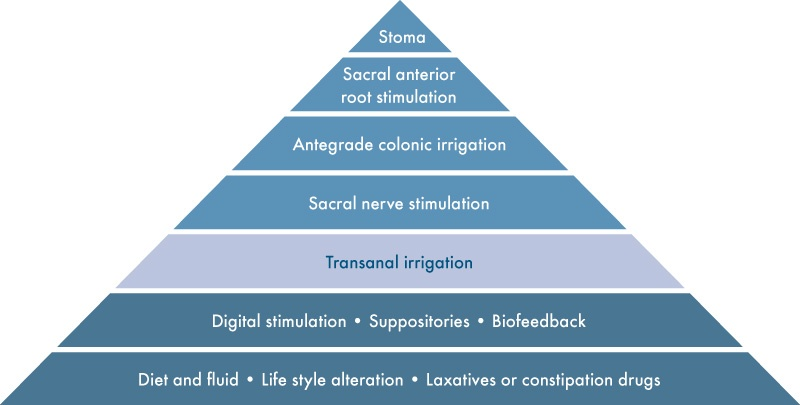 Stoma
Sacral anterior
root stimulation
Antegrade colonic irrigation
Sacral nerve stimulation
Transanal irrigation
Digital stimulation • Suppositories • Biofeedback
Diet and fluid • Life style alteration • Laxatives or constipation drugs